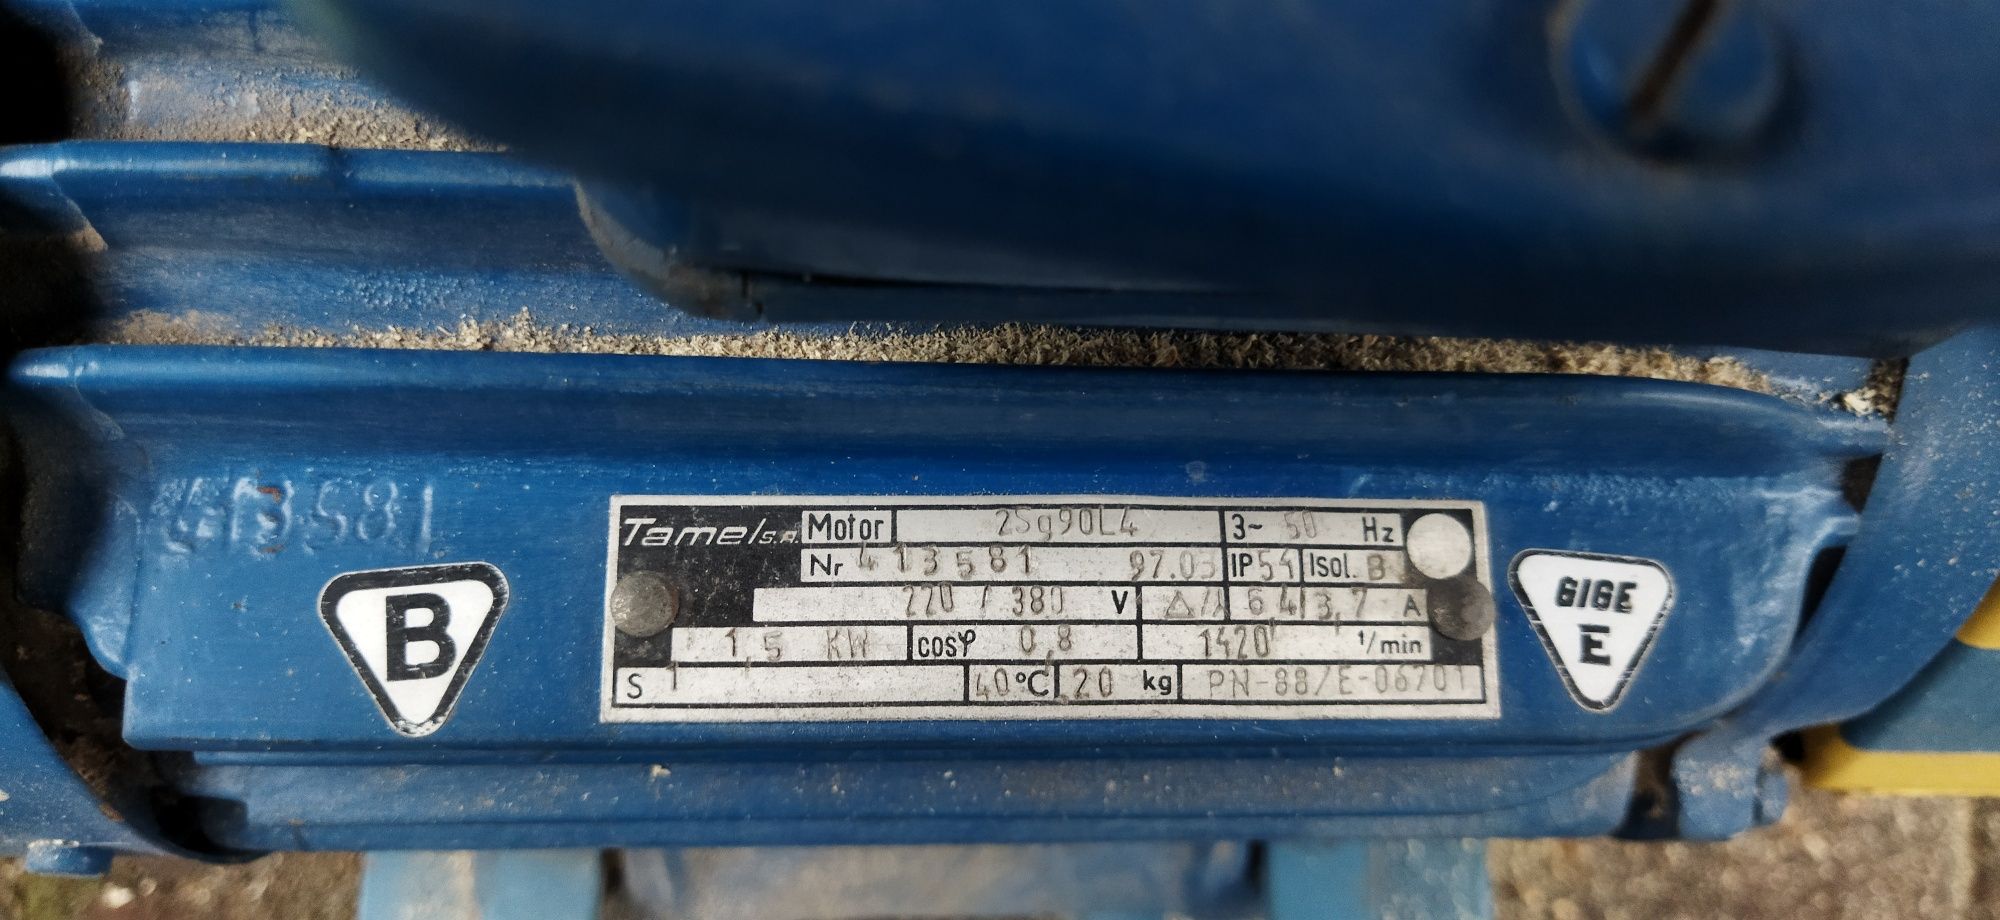 413581
B
Tamel S.A. Motor 2Sg90L4 3~ 50 Hz
Nr 413581 97.05 IP54 Isol. B
220 / 380 V △/⅄ 6,4/3,7 A
1,5 KW cosφ 0,8 1420 1/min
S 1 40°C 20 kg PN-88/E-06701
GIGE
E